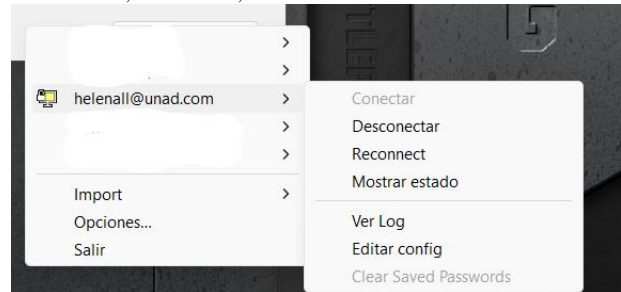 helenall@unad.com
Import
Opciones...
Salir
Conectar
Desconectar
Reconnect
Mostrar estado
Ver Log
Editar config
Clear Saved Passwords